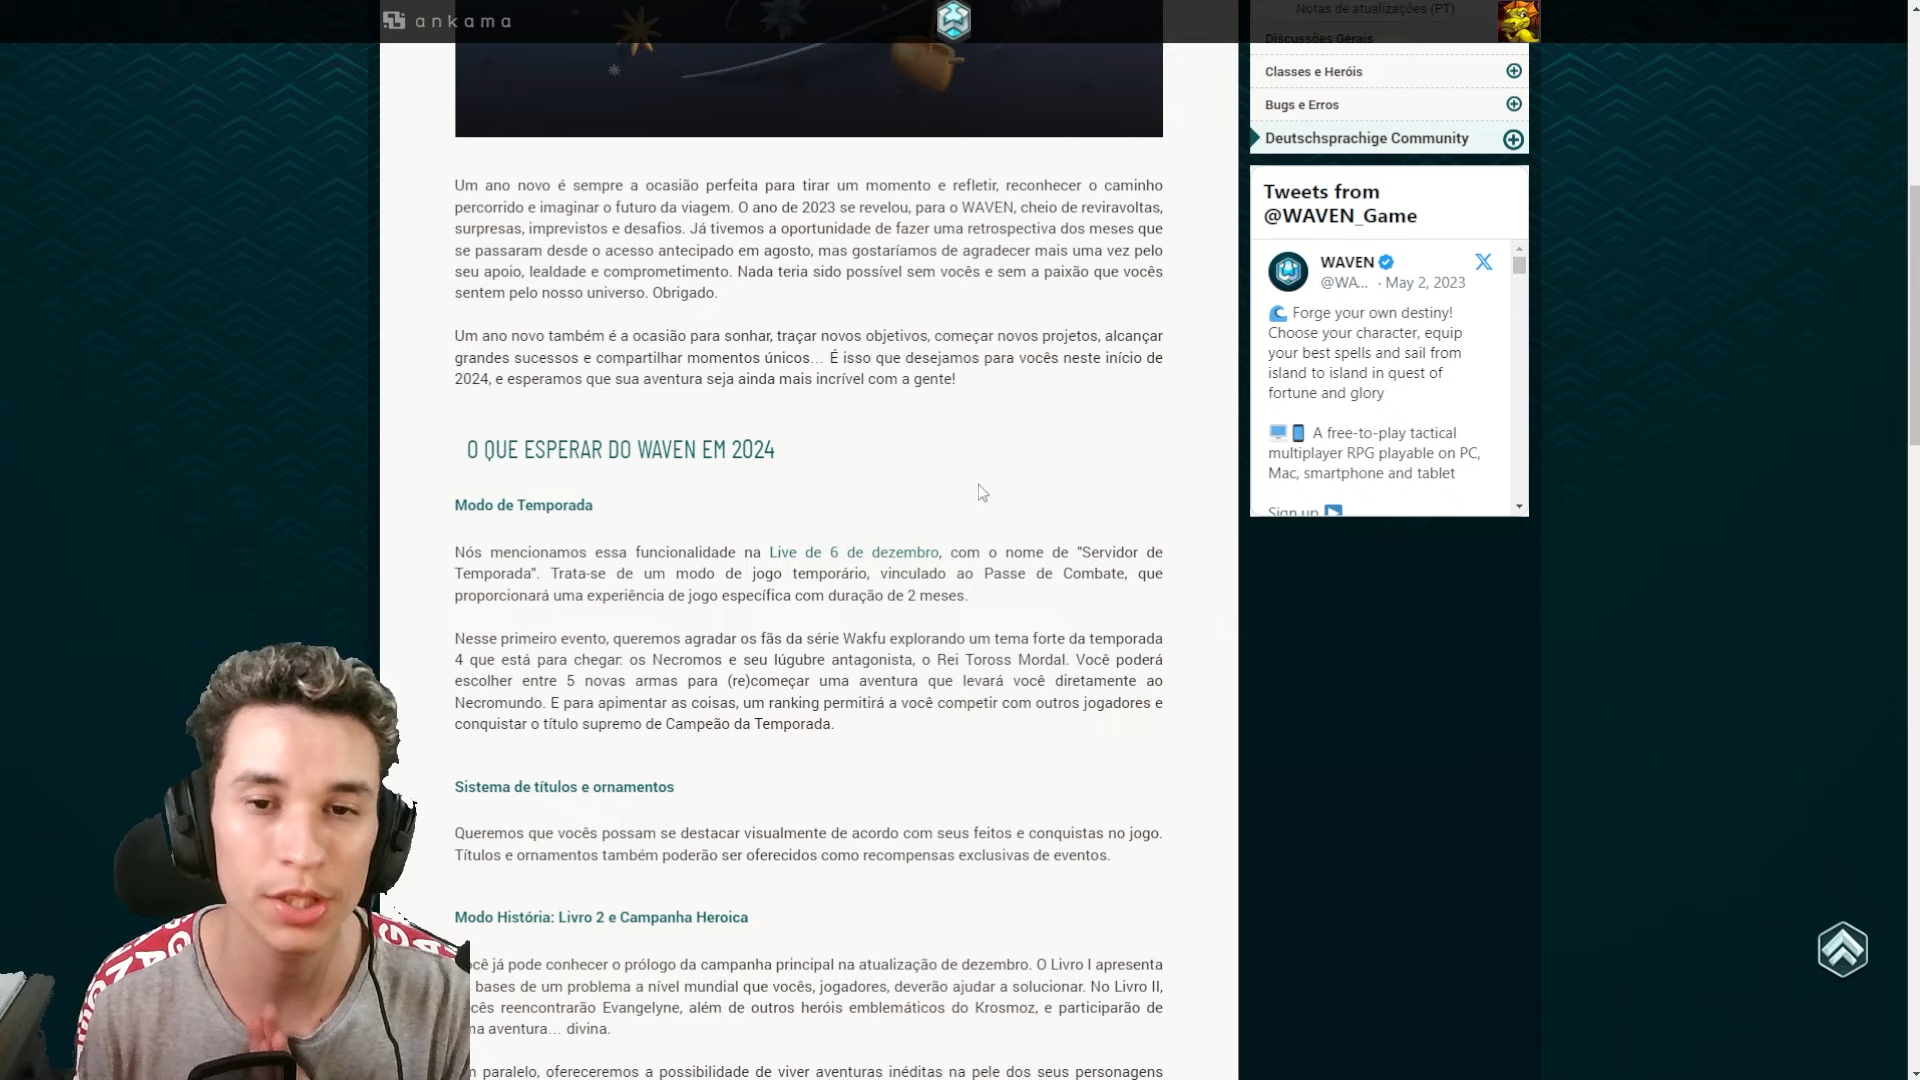 ankama
Notas de atualizações (PT)
Discussões Gerais
Classes e Heróis
Bugs e Erros
Deutschsprachige Community
Tweets from
@WAVEN_Game
WAVEN
@WA... · May 2, 2023
🌊 Forge your own destiny!
Choose your character, equip
your best spells and sail from
island to island in quest of
fortune and glory
🖥️📱 A free-to-play tactical
multiplayer RPG playable on PC,
Mac, smartphone and tablet
Sign up ▶️
Um ano novo é sempre a ocasião perfeita para tirar um momento e refletir, reconhecer o caminho
percorrido e imaginar o futuro da viagem. O ano de 2023 se revelou, para o WAVEN, cheio de reviravoltas,
surpresas, imprevistos e desafios. Já tivemos a oportunidade de fazer uma retrospectiva dos meses que
se passaram desde o acesso antecipado em agosto, mas gostaríamos de agradecer mais uma vez pelo
seu apoio, lealdade e comprometimento. Nada teria sido possível sem vocês e sem a paixão que vocês
sentem pelo nosso universo. Obrigado.
Um ano novo também é a ocasião para sonhar, traçar novos objetivos, começar novos projetos, alcançar
grandes sucessos e compartilhar momentos únicos… É isso que desejamos para vocês neste início de
2024, e esperamos que sua aventura seja ainda mais incrível com a gente!
O QUE ESPERAR DO WAVEN EM 2024
Modo de Temporada
Nós mencionamos essa funcionalidade na Live de 6 de dezembro, com o nome de "Servidor de
Temporada". Trata-se de um modo de jogo temporário, vinculado ao Passe de Combate, que
proporcionará uma experiência de jogo específica com duração de 2 meses.
Nesse primeiro evento, queremos agradar os fãs da série Wakfu explorando um tema forte da temporada
4 que está para chegar: os Necromos e seu lúgubre antagonista, o Rei Toross Mordal. Você poderá
escolher entre 5 novas armas para (re)começar uma aventura que levará você diretamente ao
Necromundo. E para apimentar as coisas, um ranking permitirá a você competir com outros jogadores e
conquistar o título supremo de Campeão da Temporada.
Sistema de títulos e ornamentos
Queremos que vocês possam se destacar visualmente de acordo com seus feitos e conquistas no jogo.
Títulos e ornamentos também poderão ser oferecidos como recompensas exclusivas de eventos.
Modo História: Livro 2 e Campanha Heroica
ocê já pode conhecer o prólogo da campanha principal na atualização de dezembro. O Livro I apresenta
bases de um problema a nível mundial que vocês, jogadores, deverão ajudar a solucionar. No Livro II,
cês reencontrarão Evangelyne, além de outros heróis emblemáticos do Krosmoz, e participarão de
na aventura… divina.
paralelo, ofereceremos a possibilidade de viver aventuras inéditas na pele dos seus personagens